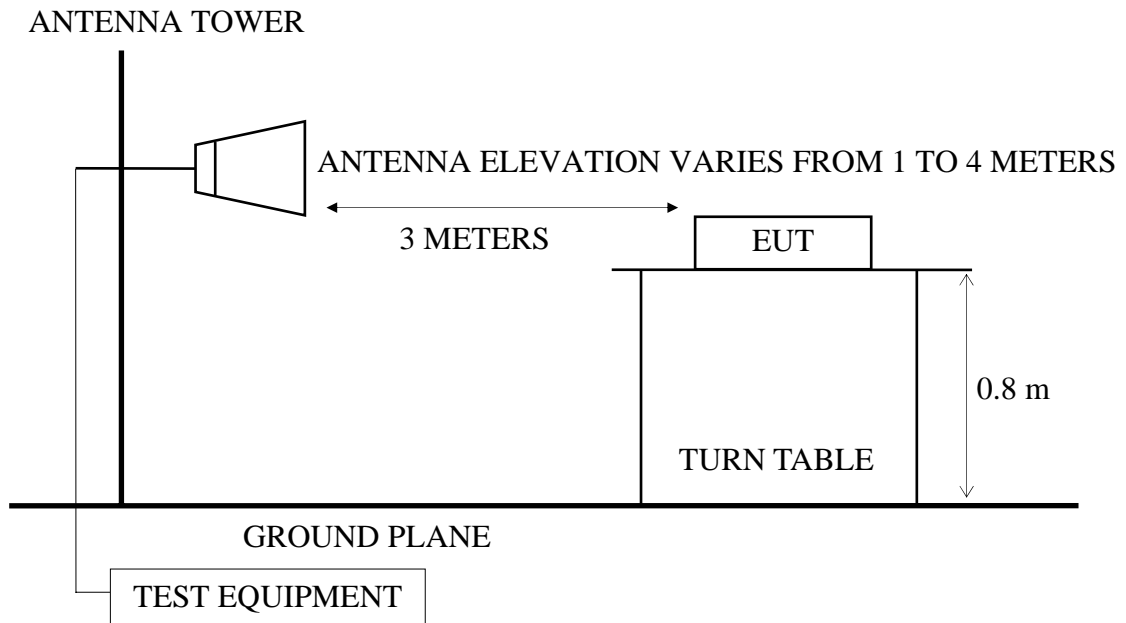 ANTENNA TOWER
ANTENNA ELEVATION VARIES FROM 1 TO 4 METERS
3 METERS
EUT
0.8 m
TURN TABLE
GROUND PLANE
TEST EQUIPMENT